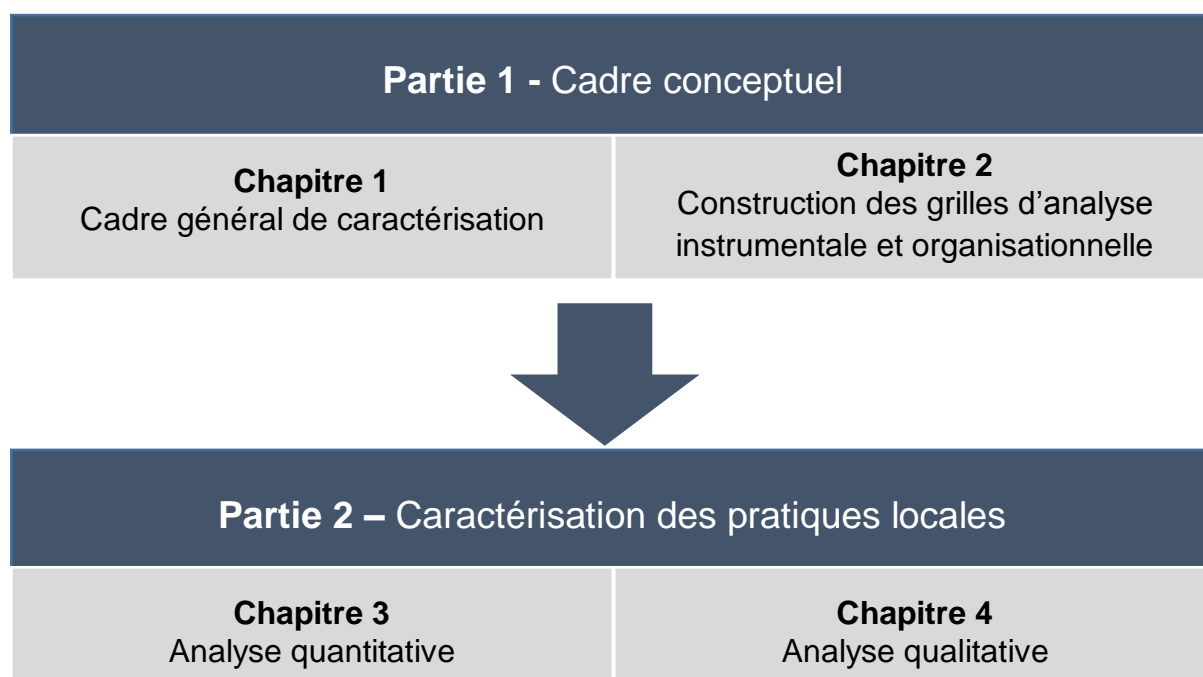 Partie 1 - Cadre conceptuel
Chapitre 1
Cadre général de caractérisation
Chapitre 2
Construction des grilles d’analyse
instrumentale et organisationnelle
Partie 2 – Caractérisation des pratiques locales
Chapitre 3
Analyse quantitative
Chapitre 4
Analyse qualitative